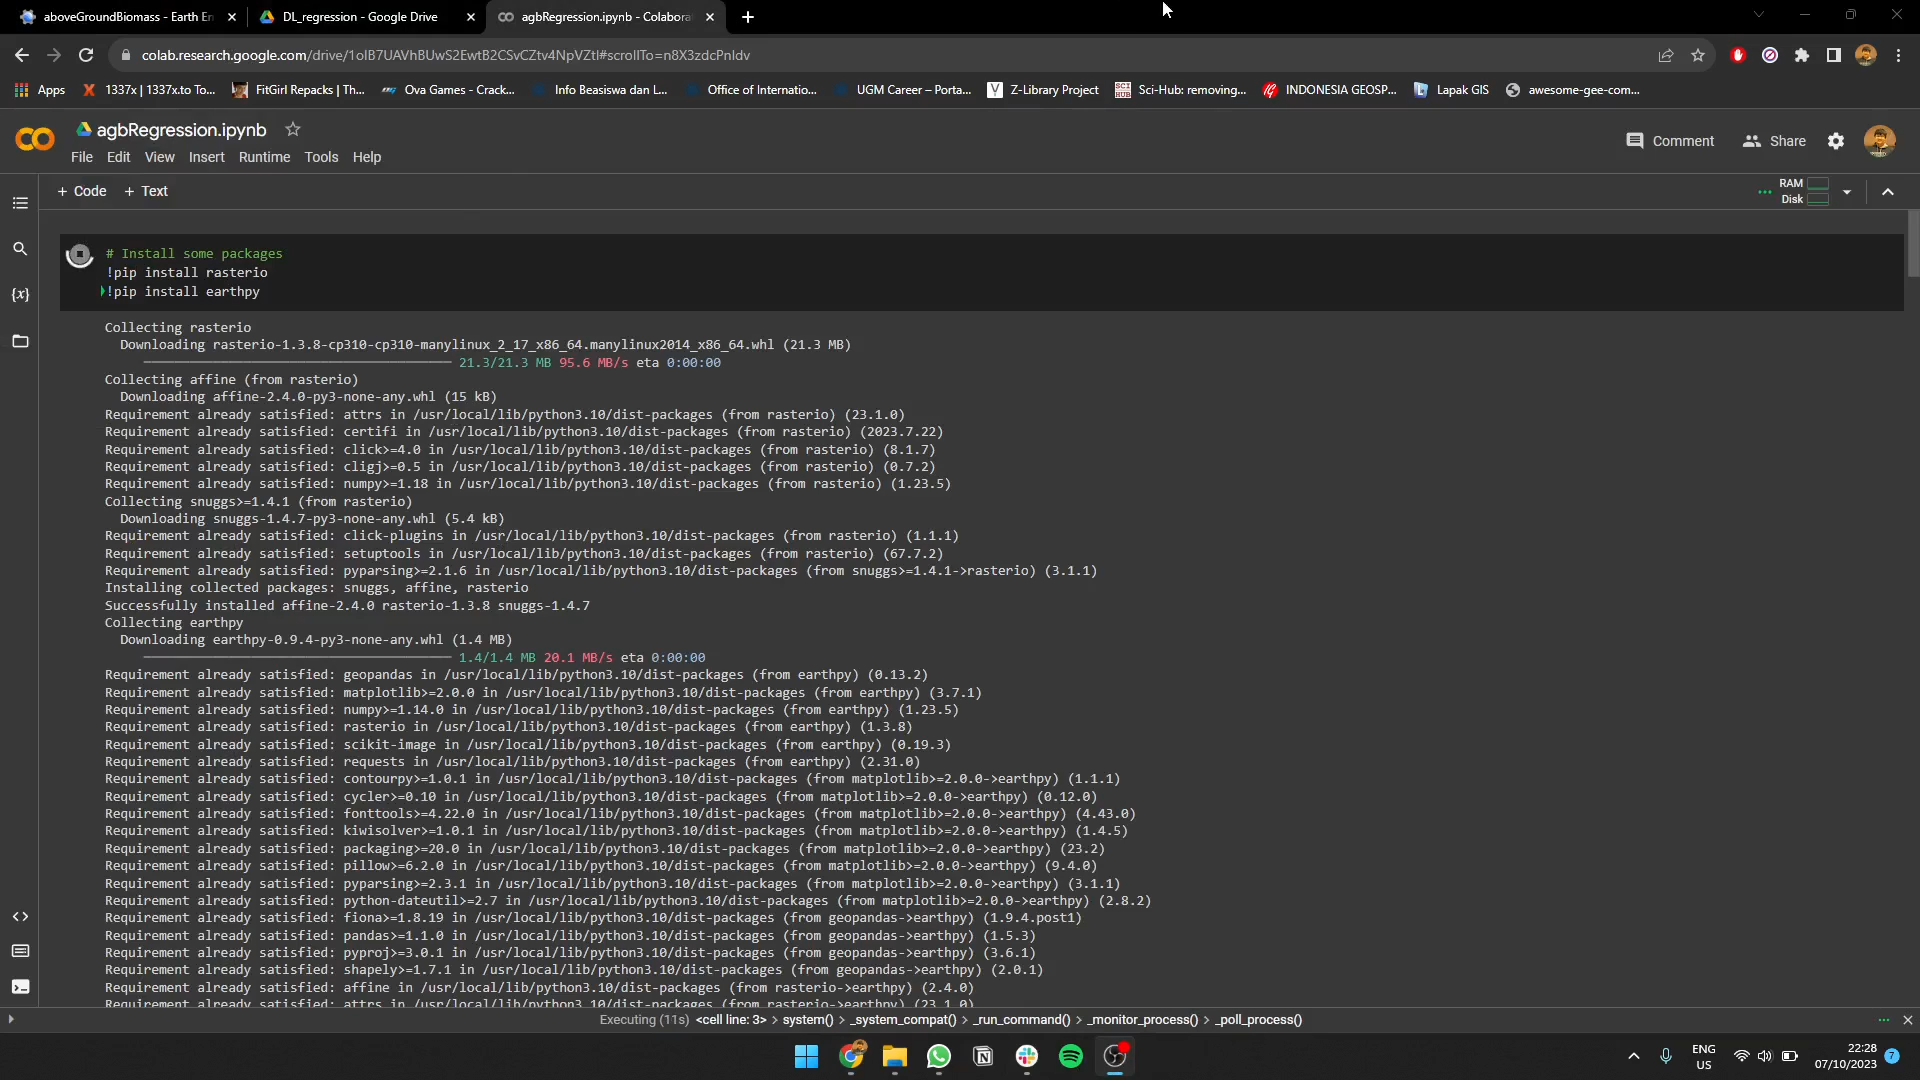 aboveGroundBiomass - Earth En
DL_regression - Google Drive
agbRegression.ipynb - Colabora
colab.research.google.com/drive/1olB7UAVhBUwS2EwtB2CSvCZtv4NpVZtI#scrollTo=n8X3zdcPnIdv
Apps
1337x | 1337x.to To...
FitGirl Repacks | Th...
Ova Games - Crack...
Info Beasiswa dan L...
Office of Internatio...
UGM Career – Porta...
Z-Library Project
Sci-Hub: removing...
INDONESIA GEOSP...
Lapak GIS
awesome-gee-com...
agbRegression.ipynb
File Edit View Insert Runtime Tools Help
Comment
Share
+ Code + Text
RAM
Disk
# Install some packages
!pip install rasterio
!pip install earthpy
Collecting rasterio
Downloading rasterio-1.3.8-cp310-cp310-manylinux_2_17_x86_64.manylinux2014_x86_64.whl (21.3 MB)
21.3/21.3 MB 95.6 MB/s eta 0:00:00
Collecting affine (from rasterio)
Downloading affine-2.4.0-py3-none-any.whl (15 kB)
Requirement already satisfied: attrs in /usr/local/lib/python3.10/dist-packages (from rasterio) (23.1.0)
Requirement already satisfied: certifi in /usr/local/lib/python3.10/dist-packages (from rasterio) (2023.7.22)
Requirement already satisfied: click>=4.0 in /usr/local/lib/python3.10/dist-packages (from rasterio) (8.1.7)
Requirement already satisfied: cligj>=0.5 in /usr/local/lib/python3.10/dist-packages (from rasterio) (0.7.2)
Requirement already satisfied: numpy>=1.18 in /usr/local/lib/python3.10/dist-packages (from rasterio) (1.23.5)
Collecting snuggs>=1.4.1 (from rasterio)
Downloading snuggs-1.4.7-py3-none-any.whl (5.4 kB)
Requirement already satisfied: click-plugins in /usr/local/lib/python3.10/dist-packages (from rasterio) (1.1.1)
Requirement already satisfied: setuptools in /usr/local/lib/python3.10/dist-packages (from rasterio) (67.7.2)
Requirement already satisfied: pyparsing>=2.1.6 in /usr/local/lib/python3.10/dist-packages (from snuggs>=1.4.1->rasterio) (3.1.1)
Installing collected packages: snuggs, affine, rasterio
Successfully installed affine-2.4.0 rasterio-1.3.8 snuggs-1.4.7
Collecting earthpy
Downloading earthpy-0.9.4-py3-none-any.whl (1.4 MB)
1.4/1.4 MB 20.1 MB/s eta 0:00:00
Requirement already satisfied: geopandas in /usr/local/lib/python3.10/dist-packages (from earthpy) (0.13.2)
Requirement already satisfied: matplotlib>=2.0.0 in /usr/local/lib/python3.10/dist-packages (from earthpy) (3.7.1)
Requirement already satisfied: numpy>=1.14.0 in /usr/local/lib/python3.10/dist-packages (from earthpy) (1.23.5)
Requirement already satisfied: rasterio in /usr/local/lib/python3.10/dist-packages (from earthpy) (1.3.8)
Requirement already satisfied: scikit-image in /usr/local/lib/python3.10/dist-packages (from earthpy) (0.19.3)
Requirement already satisfied: requests in /usr/local/lib/python3.10/dist-packages (from earthpy) (2.31.0)
Requirement already satisfied: contourpy>=1.0.1 in /usr/local/lib/python3.10/dist-packages (from matplotlib>=2.0.0->earthpy) (1.1.1)
Requirement already satisfied: cycler>=0.10 in /usr/local/lib/python3.10/dist-packages (from matplotlib>=2.0.0->earthpy) (0.12.0)
Requirement already satisfied: fonttools>=4.22.0 in /usr/local/lib/python3.10/dist-packages (from matplotlib>=2.0.0->earthpy) (4.43.0)
Requirement already satisfied: kiwisolver>=1.0.1 in /usr/local/lib/python3.10/dist-packages (from matplotlib>=2.0.0->earthpy) (1.4.5)
Requirement already satisfied: packaging>=20.0 in /usr/local/lib/python3.10/dist-packages (from matplotlib>=2.0.0->earthpy) (23.2)
Requirement already satisfied: pillow>=6.2.0 in /usr/local/lib/python3.10/dist-packages (from matplotlib>=2.0.0->earthpy) (9.4.0)
Requirement already satisfied: pyparsing>=2.3.1 in /usr/local/lib/python3.10/dist-packages (from matplotlib>=2.0.0->earthpy) (3.1.1)
Requirement already satisfied: python-dateutil>=2.7 in /usr/local/lib/python3.10/dist-packages (from matplotlib>=2.0.0->earthpy) (2.8.2)
Requirement already satisfied: fiona>=1.8.19 in /usr/local/lib/python3.10/dist-packages (from geopandas->earthpy) (1.9.4.post1)
Requirement already satisfied: pandas>=1.1.0 in /usr/local/lib/python3.10/dist-packages (from geopandas->earthpy) (1.5.3)
Requirement already satisfied: pyproj>=3.0.1 in /usr/local/lib/python3.10/dist-packages (from geopandas->earthpy) (3.6.1)
Requirement already satisfied: shapely>=1.7.1 in /usr/local/lib/python3.10/dist-packages (from geopandas->earthpy) (2.0.1)
Requirement already satisfied: affine in /usr/local/lib/python3.10/dist-packages (from rasterio->earthpy) (2.4.0)
Requirement already satisfied: attrs in /usr/local/lib/python3.10/dist-packages (from rasterio->earthpy) (23.1.0)
Executing (11s) <cell line: 3> > system() > _system_compat() > _run_command() > _monitor_process() > _poll_process()
ENG
US
22:28
07/10/2023
7